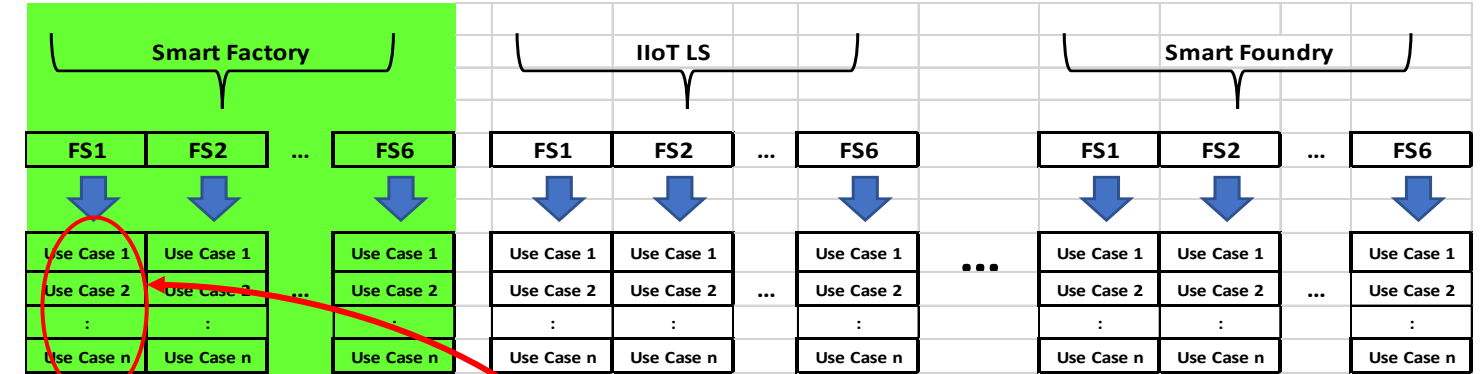 Smart Factory IIoT LS Smart Foundry
FS1 FS2 ... FS6 FS1 FS2 ... FS6 FS1 FS2 ... FS6
Use Case 1 Use Case 1 Use Case 1 Use Case 1 Use Case 1 Use Case 1 ... Use Case 1 Use Case 1 Use Case 1
Use Case 2 Use Case 2 ... Use Case 2 Use Case 2 Use Case 2 ... Use Case 2 Use Case 2 Use Case 2 ... Use Case 2
: : : : : : : : :
Use Case n Use Case n Use Case n Use Case n Use Case n Use Case n Use Case n Use Case n Use Case n